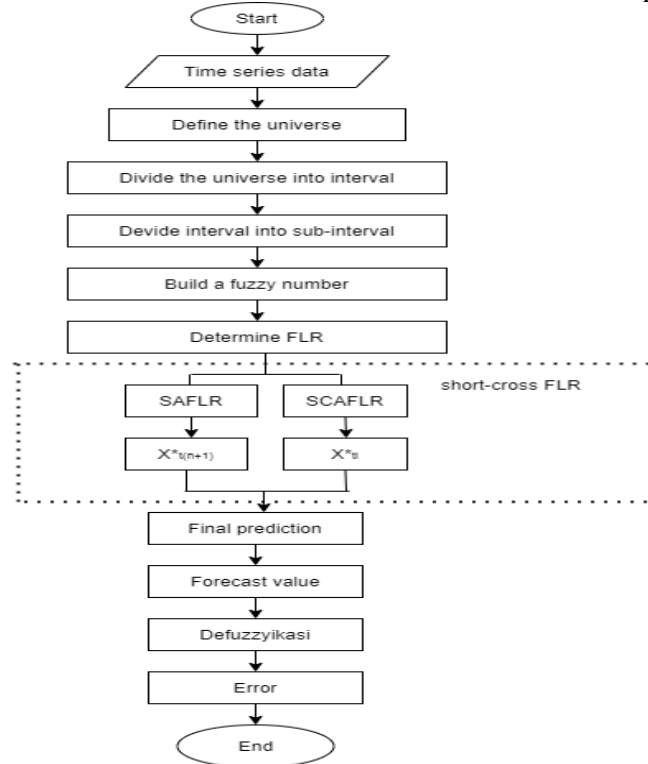 Start
Time series data
Define the universe
Divide the universe into interval
Devide interval into sub-interval
Build a fuzzy number
Determine FLR
short-cross FLR
SAFLR
SCAFLR
X*t(n+1)
X*ti
Final prediction
Forecast value
Defuzzyikasi
Error
End